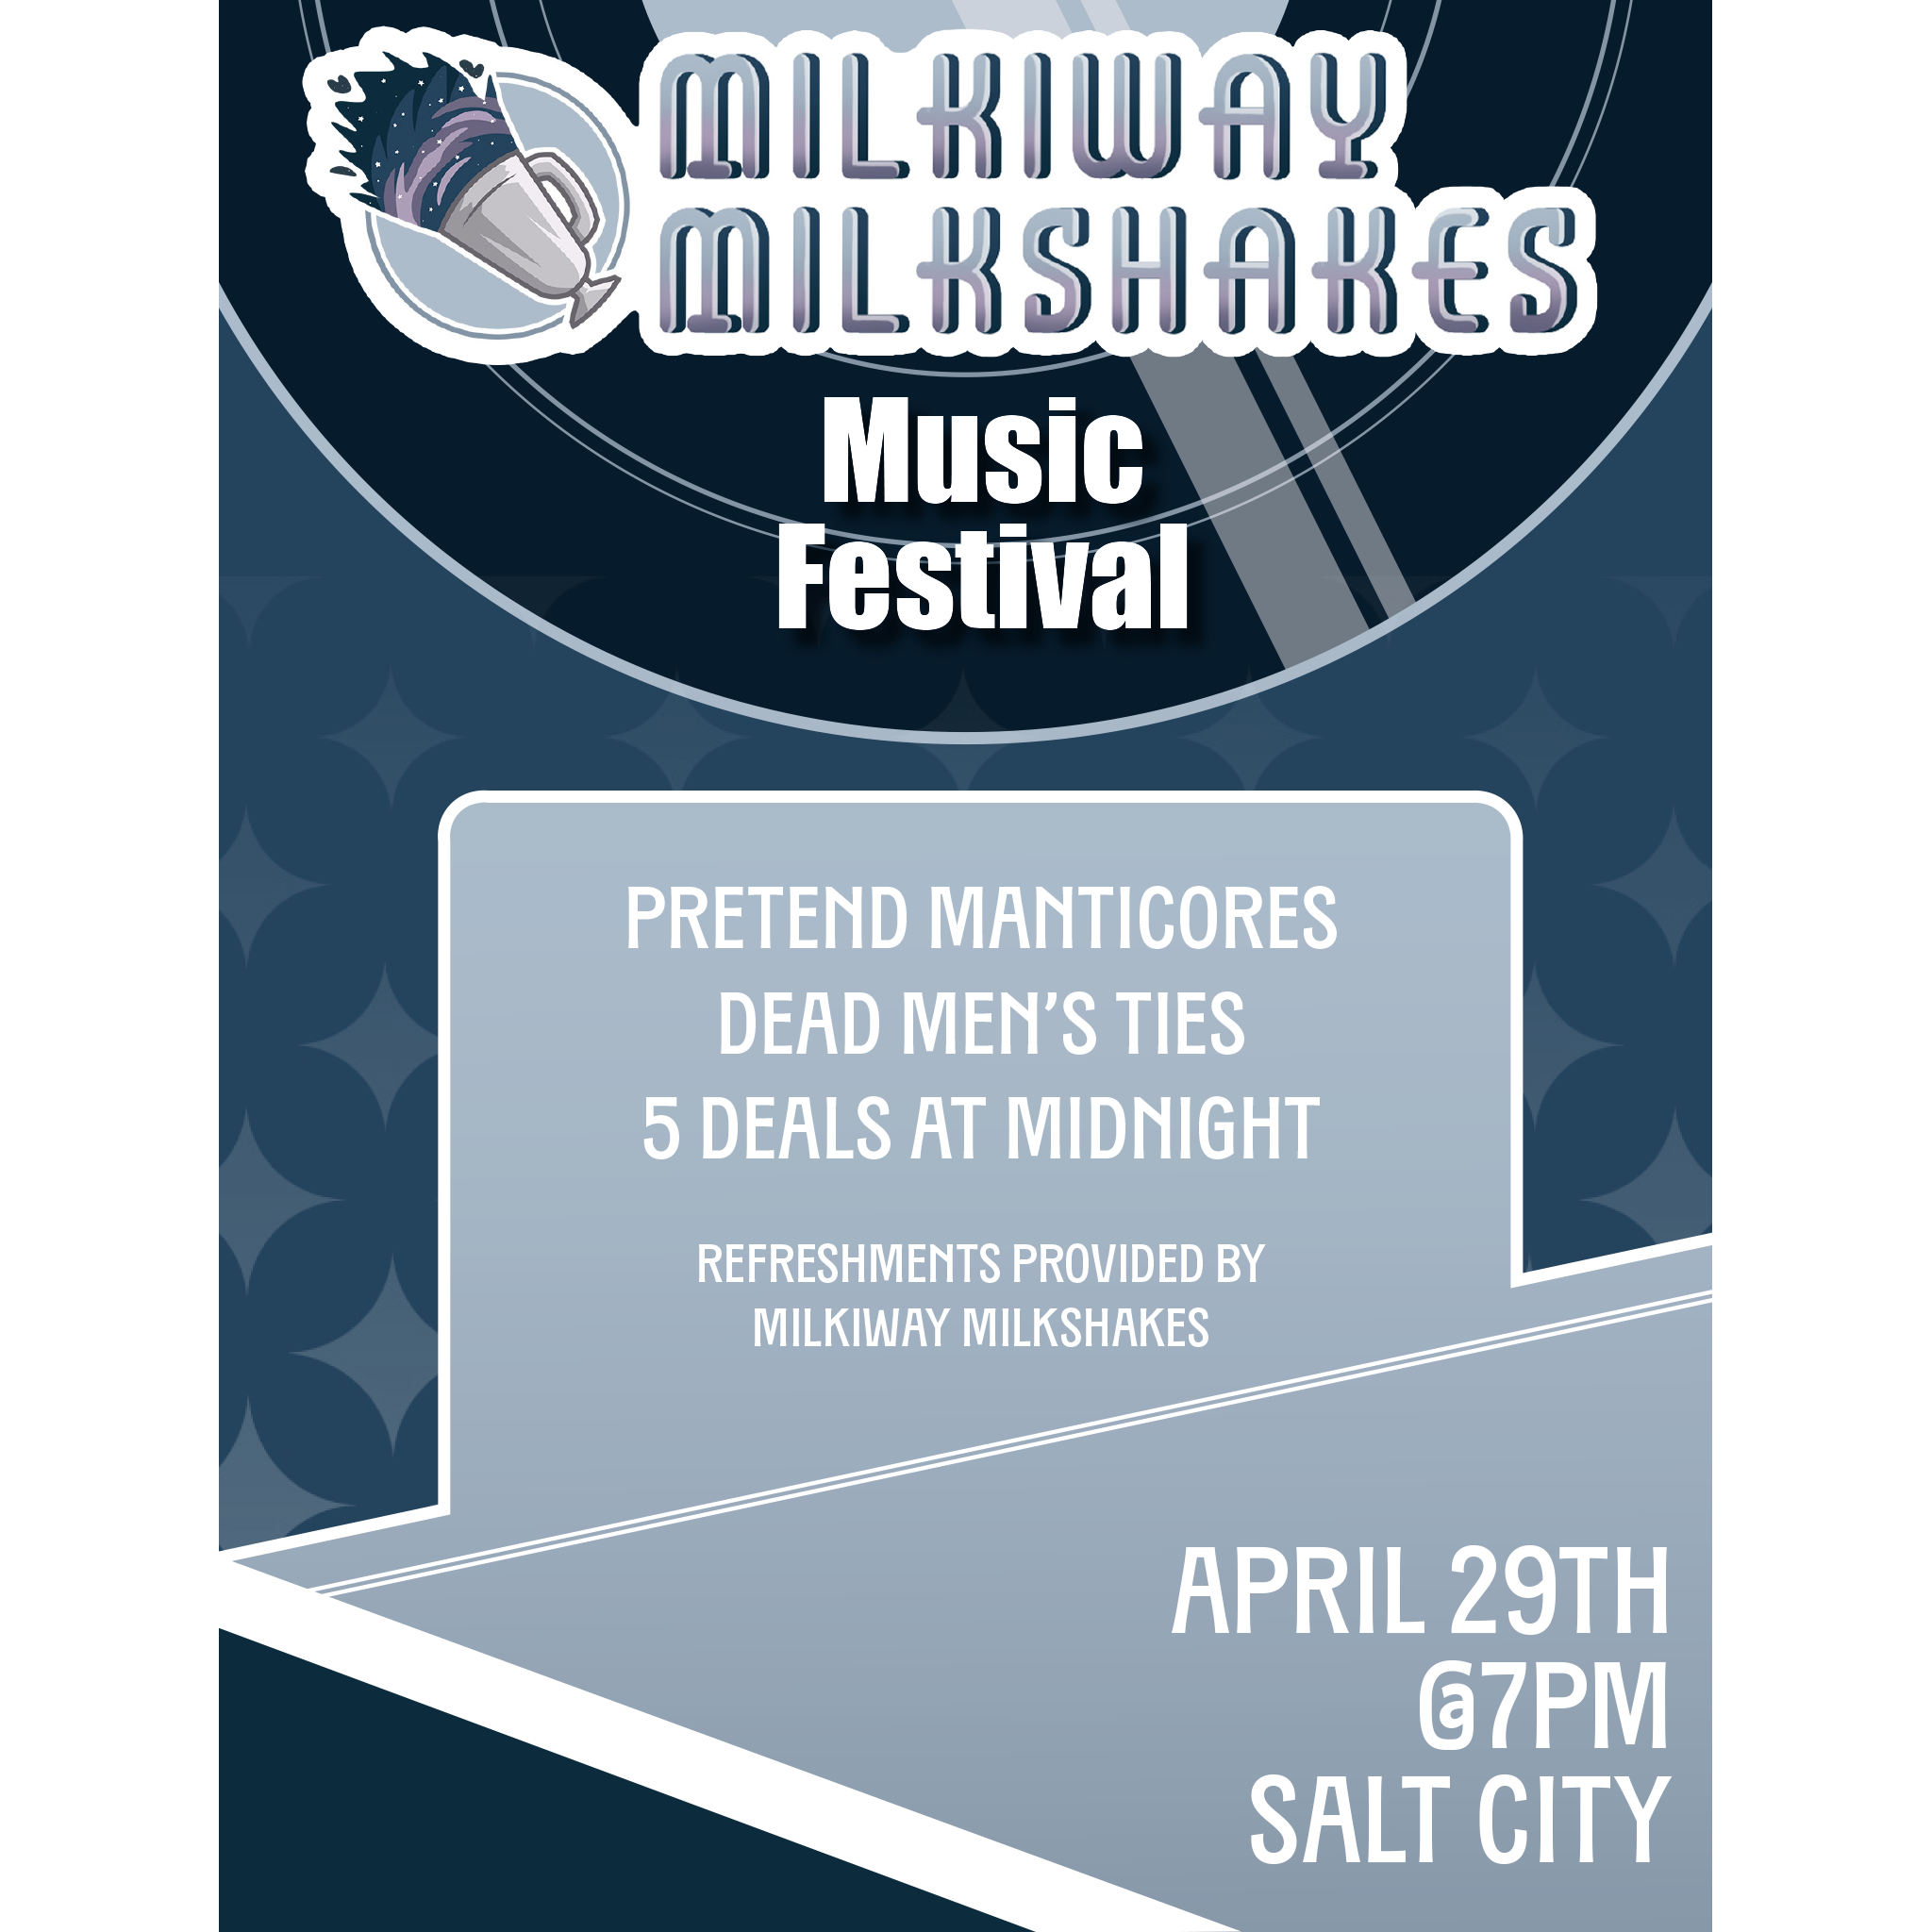 MILKIWAY
MILKSHAKES
Music
Festival
PRETEND MANTICORES
DEAD MEN'S TIES
5 DEALS AT MIDNIGHT
REFRESHMENTS PROVIDED BY
MILKIWAY MILKSHAKES
APRIL 29TH
@7PM
SALT CITY